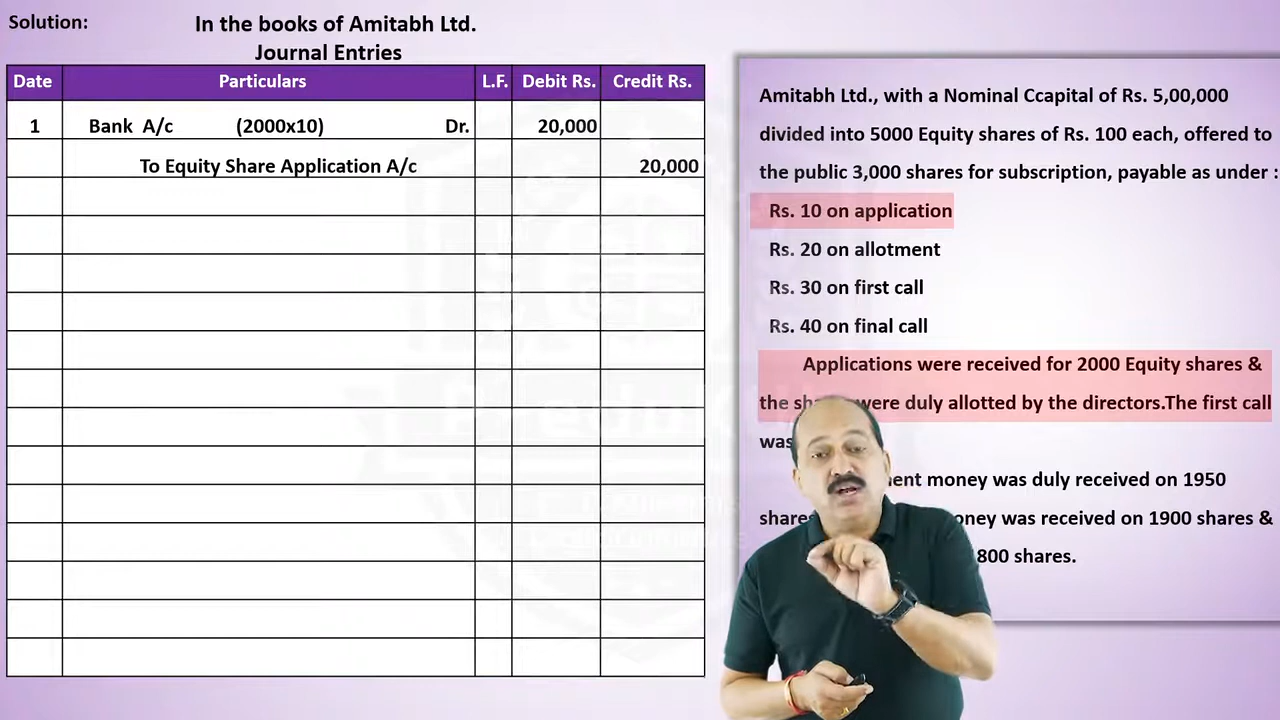 Solution:
In the books of Amitabh Ltd.
Journal Entries
Date Particulars L.F. Debit Rs. Credit Rs.
1 Bank A/c (2000x10) Dr. 20,000
To Equity Share Application A/c 20,000
Amitabh Ltd., with a Nominal Ccapital of Rs. 5,00,000
divided into 5000 Equity shares of Rs. 100 each, offered to
the public 3,000 shares for subscription, payable as under :
Rs. 10 on application
Rs. 20 on allotment
Rs. 30 on first call
Rs. 40 on final call
Applications were received for 2000 Equity shares &
the were duly allotted by the directors.The first call
was
money was duly received on 1950
was received on 1900 shares &
800 shares.